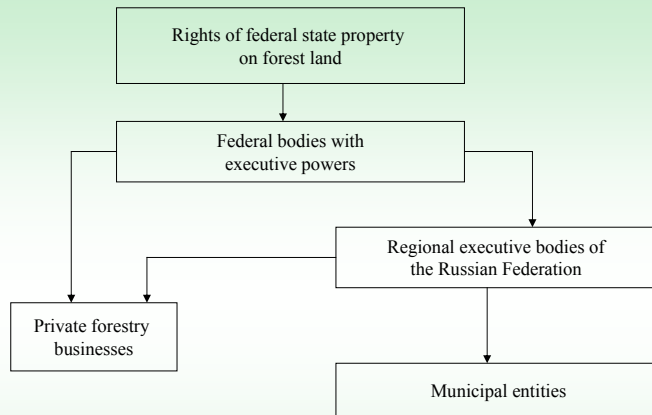 Rights of federal state property
on forest land
Federal bodies with
executive powers
Regional executive bodies of
the Russian Federation
Private forestry
businesses
Municipal entities